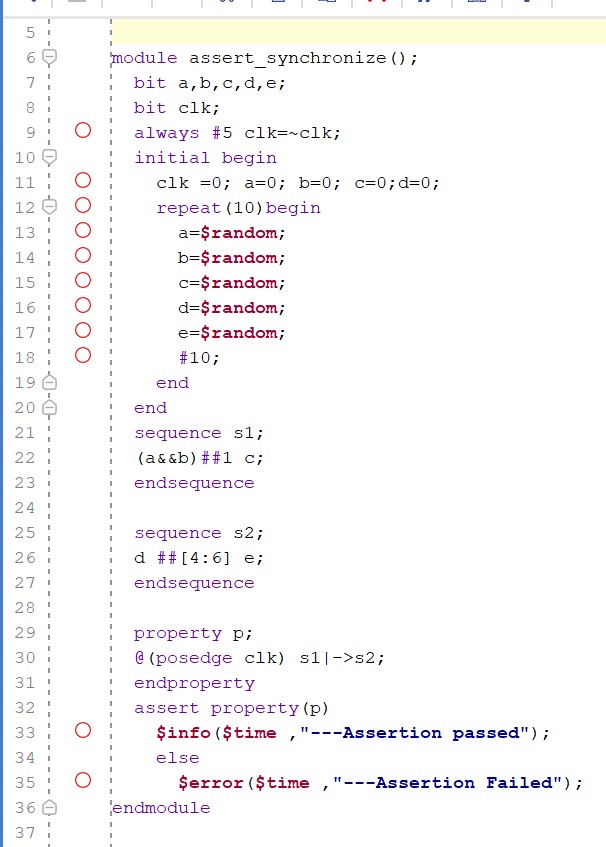 5
6 module assert_synchronize();
7 bit a,b,c,d,e;
8 bit clk;
9 always #5 clk=~clk;
10 initial begin
11 clk =0; a=0; b=0; c=0;d=0;
12 repeat(10)begin
13 a=$random;
14 b=$random;
15 c=$random;
16 d=$random;
17 e=$random;
18 #10;
19 end
20 end
21 sequence s1;
22 (a&&b)##1 c;
23 endsequence
24
25 sequence s2;
26 d ##[4:6] e;
27 endsequence
28
29 property p;
30 @(posedge clk) s1|->s2;
31 endproperty
32 assert property(p)
33 $info($time ,"---Assertion passed");
34 else
35 $error($time ,"---Assertion Failed");
36 endmodule
37